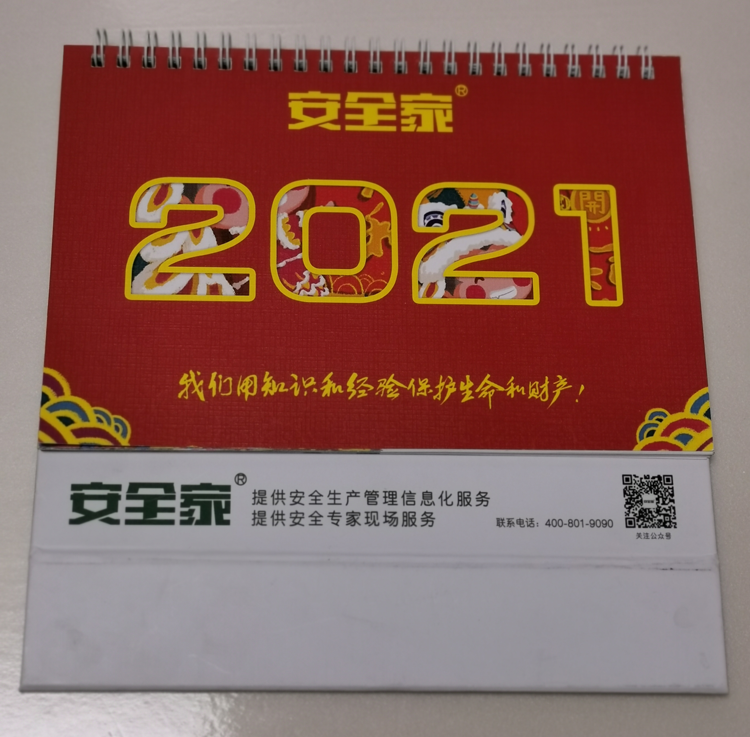 安全家®
2021
開
我们用知识和经验保护生命和财产！
安全家®
提供安全生产管理信息化服务
提供安全专家现场服务
联系电话：400-801-9090
关注公众号